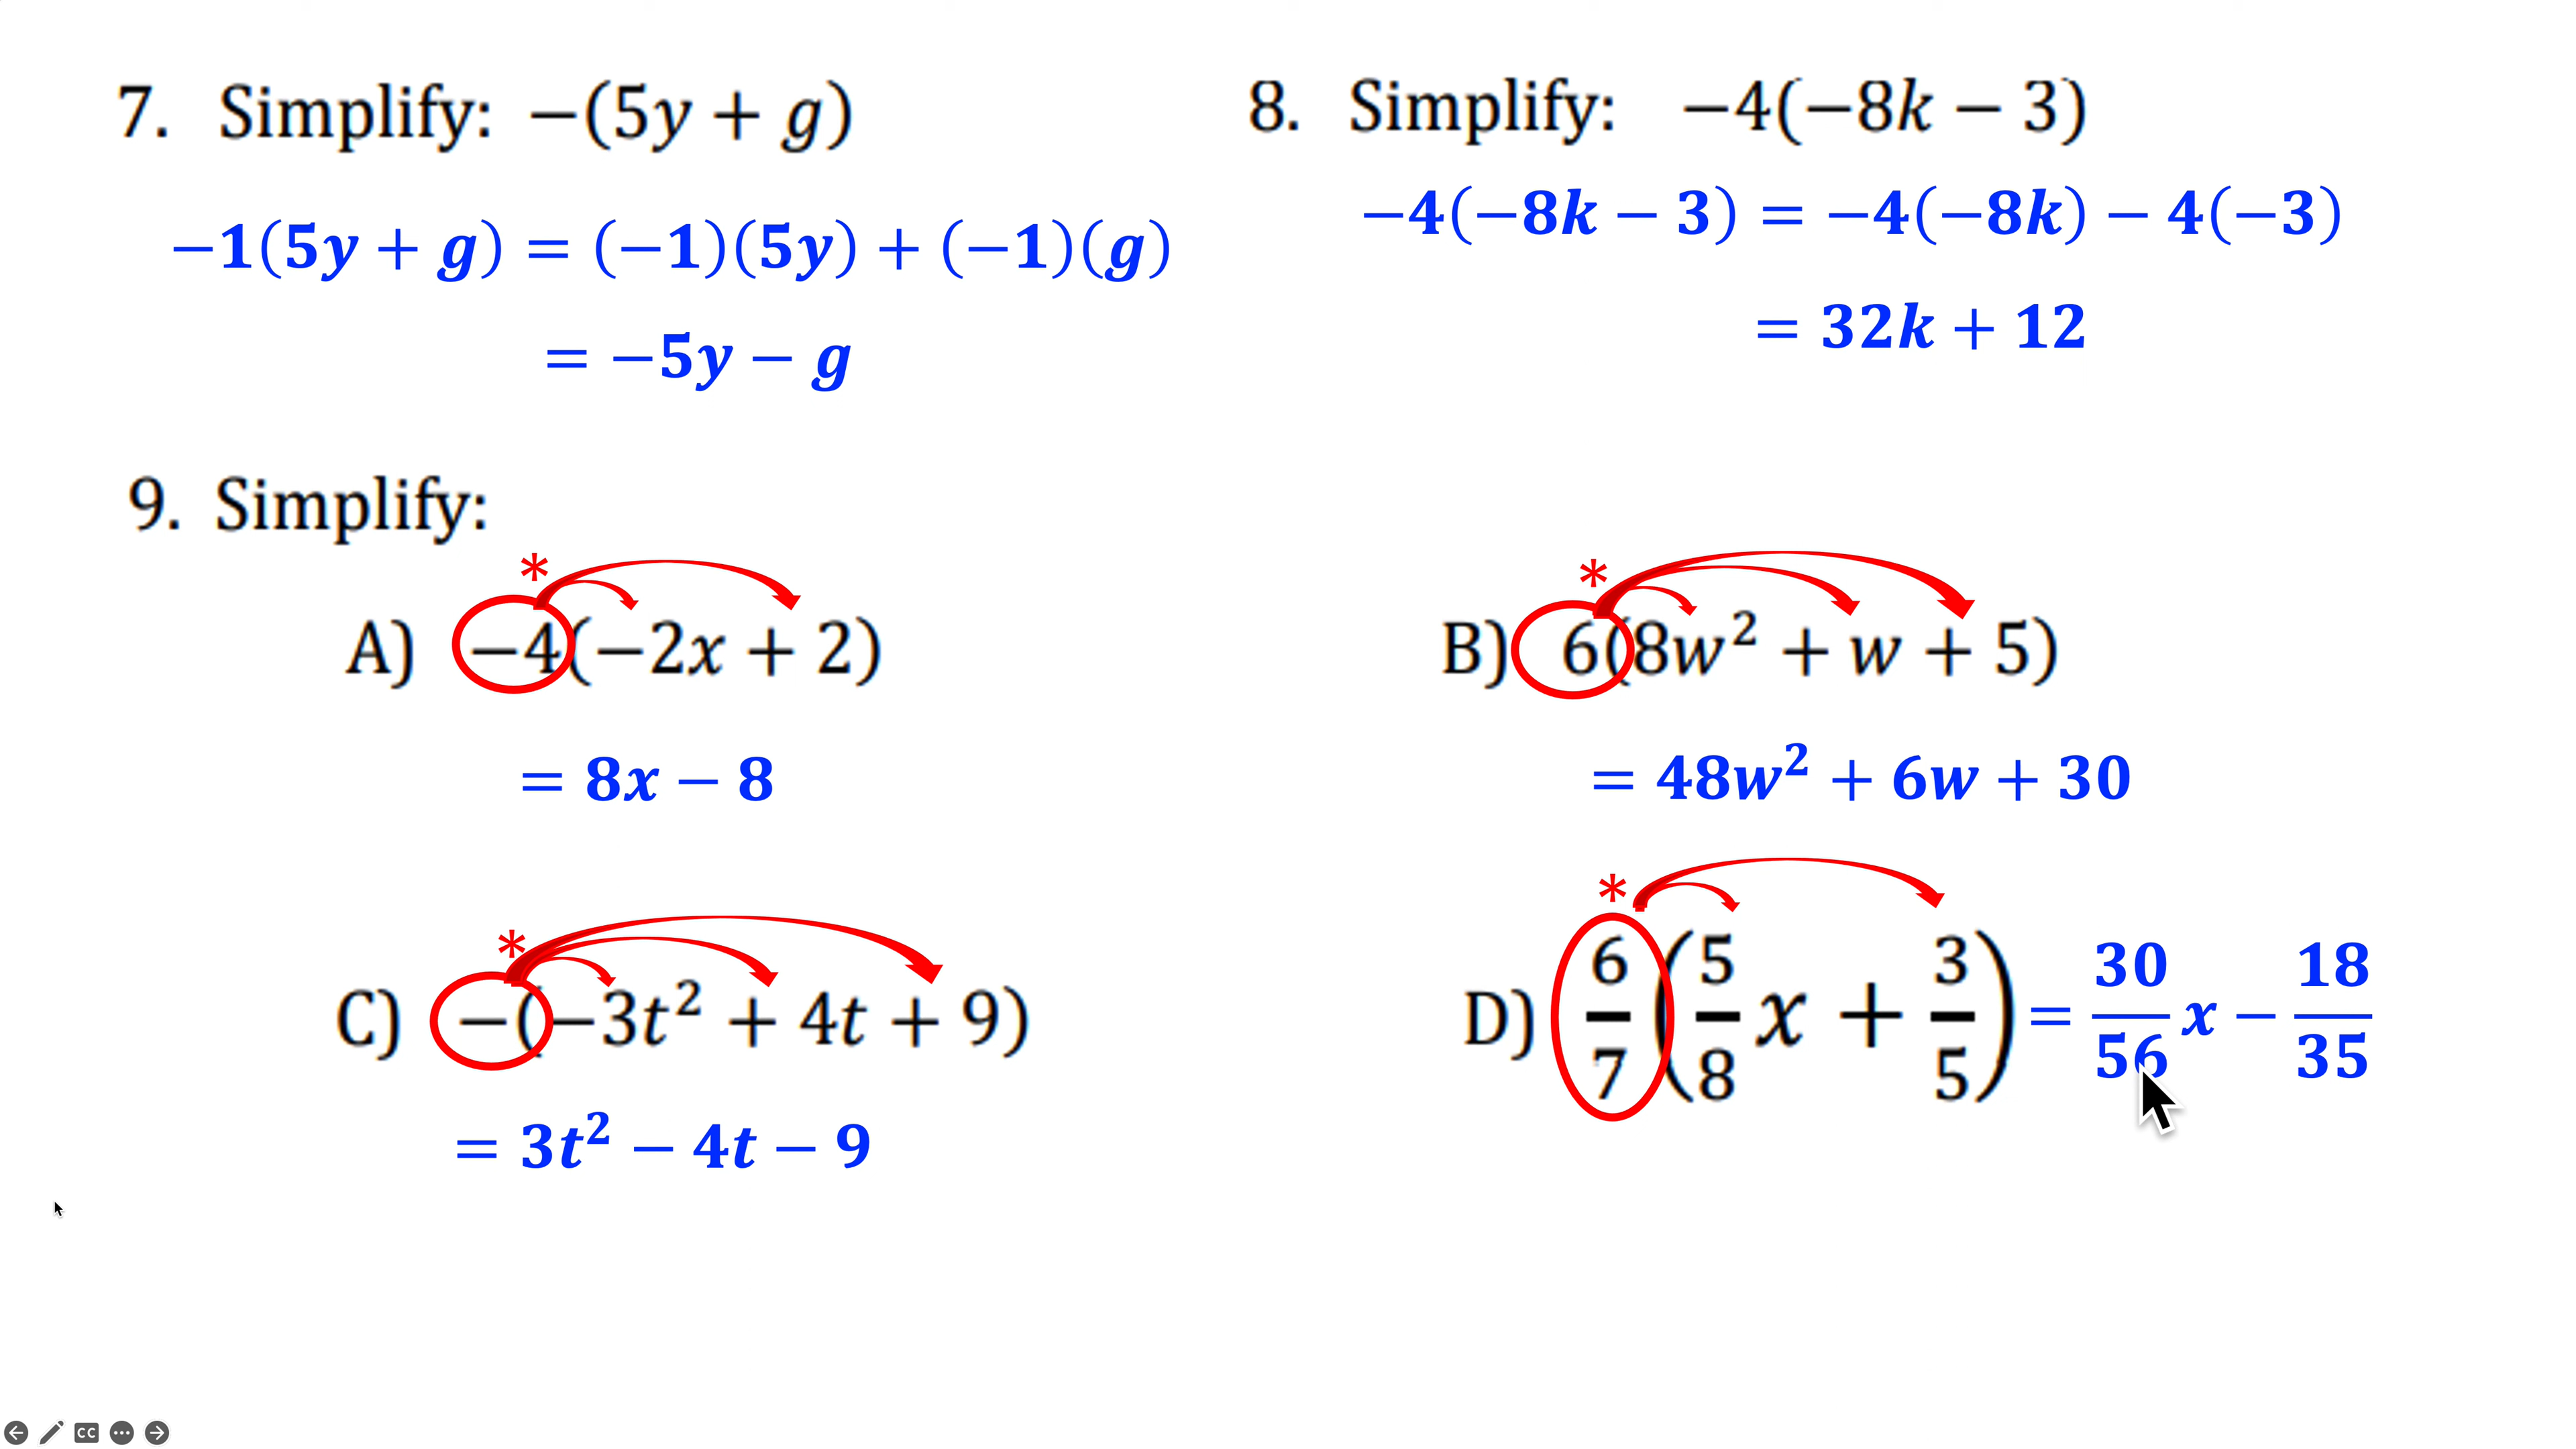 7. Simplify: −(5y + g)
−1(5y + g) = (−1)(5y) + (−1)(g)
= −5y − g
8. Simplify: −4(−8k − 3)
−4(−8k − 3) = −4(−8k) − 4(−3)
= 32k + 12
9. Simplify:
*
A) −4(−2x + 2)
= 8x − 8
*
B) 6(8w² + w + 5)
= 48w² + 6w + 30
*
C) −(−3t² + 4t + 9)
= 3t² − 4t − 9
*
D) 6/7 (5/8 x + 3/5) = 30/56 x − 18/35
CC